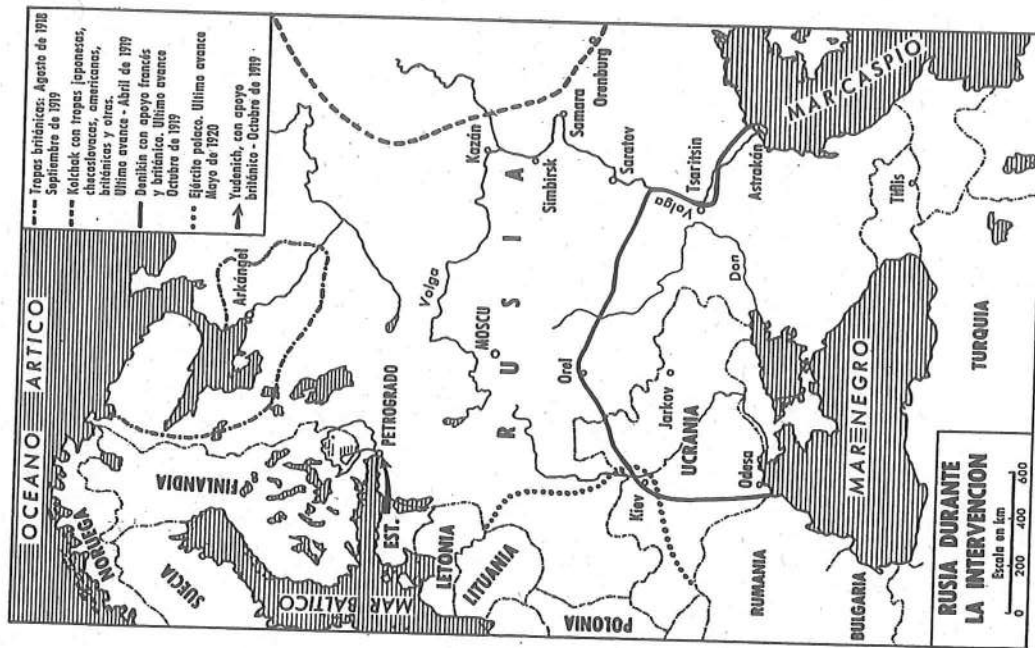 OCEANO ARTICO
Tropas británicas: Agosto de 1918
Septiembre de 1919
Kolchak con tropas japonesas,
checoslovacas, americanas,
británicas y otras.
Ultimo avance - Abril de 1919
Denikin con apoyo francés
y británico. Ultimo avance
Octubre de 1919
Ejército polaco. Ultimo avance
Mayo de 1920
Yudenich, con apoyo
británico - Octubre de 1919
NORUEGA
SUECIA
FINLANDIA
Arkángel
MAR BALTICO
EST.
PETROGRADO
LETONIA
LITUANIA
POLONIA
Volga
MOSCU
Kazán
RUSIA
Simbirsk
Samara
Oranburg
Saratov
Orel
Jarkov
Kiev
UCRANIA
Odesa
Don
Volga
Tsaritsin
Astrakán
MAR CASPIO
RUMANIA
BULGARIA
MAR NEGRO
Tiflis
TURQUIA
RUSIA DURANTE
LA INTERVENCION
Escala en km
0 200 400 600